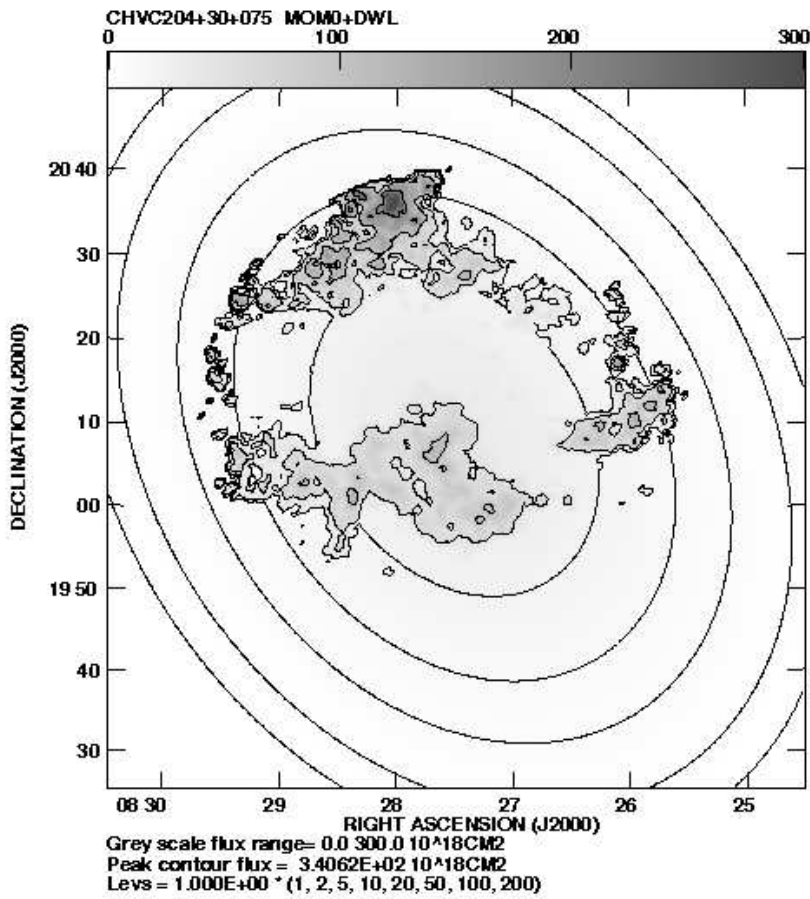 CHVC204+30+075 MOM0+DWL
0 100 200 300
20 40
30
20
10
00
19 50
40
30
DECLINATION (J2000)
08 30 29 28 27 26 25
RIGHT ASCENSION (J2000)
Grey scale flux range= 0.0 300.0 10^18CM2
Peak contour flux = 3.4062E+02 10^18CM2
Levs = 1.000E+00 * (1, 2, 5, 10, 20, 50, 100, 200)